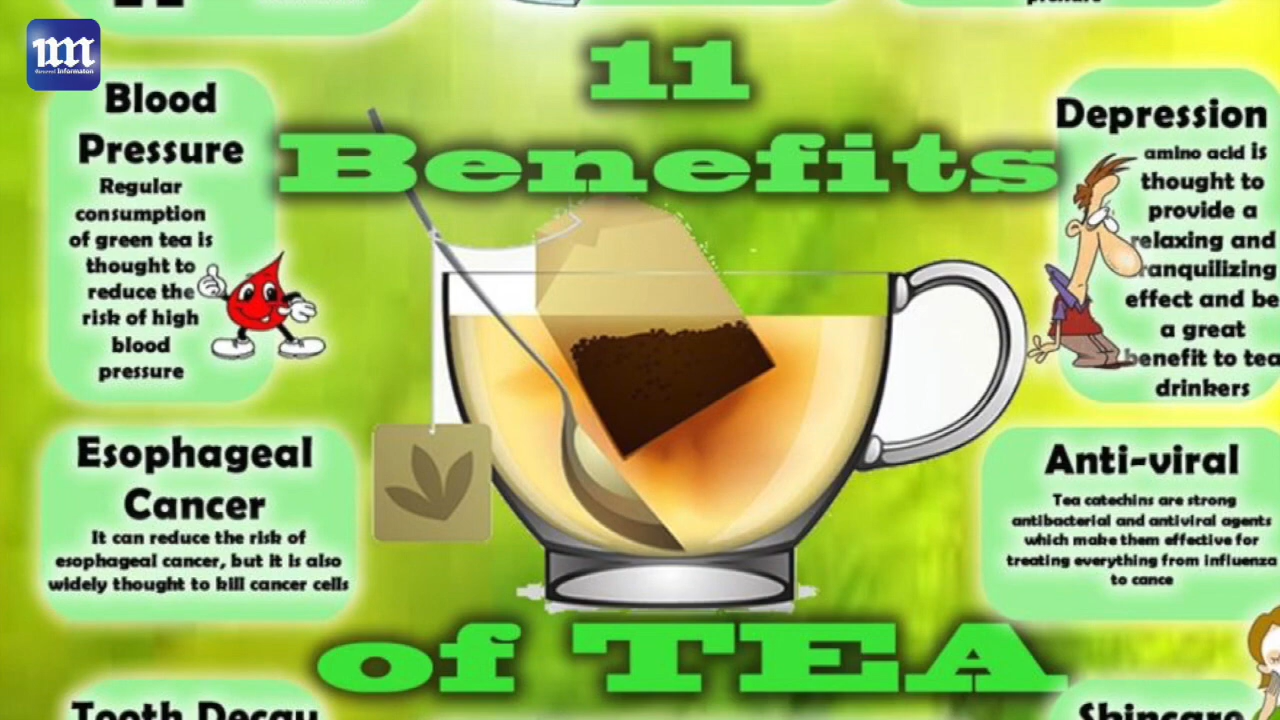 General Information
11
Benefits
of TEA
Blood
Pressure
Regular
consumption
of green tea is
thought to
reduce the
risk of high
blood
pressure
Esophageal
Cancer
It can reduce the risk of
esophageal cancer, but it is also
widely thought to kill cancer cells
Tooth Decay
Depression
amino acid is
thought to
provide a
relaxing and
tranquilizing
effect and be
a great
benefit to tea
drinkers
Anti-viral
Tea catechins are strong
antibacterial and antiviral agents
which make them effective for
treating everything from influenza
to cance
Skincare